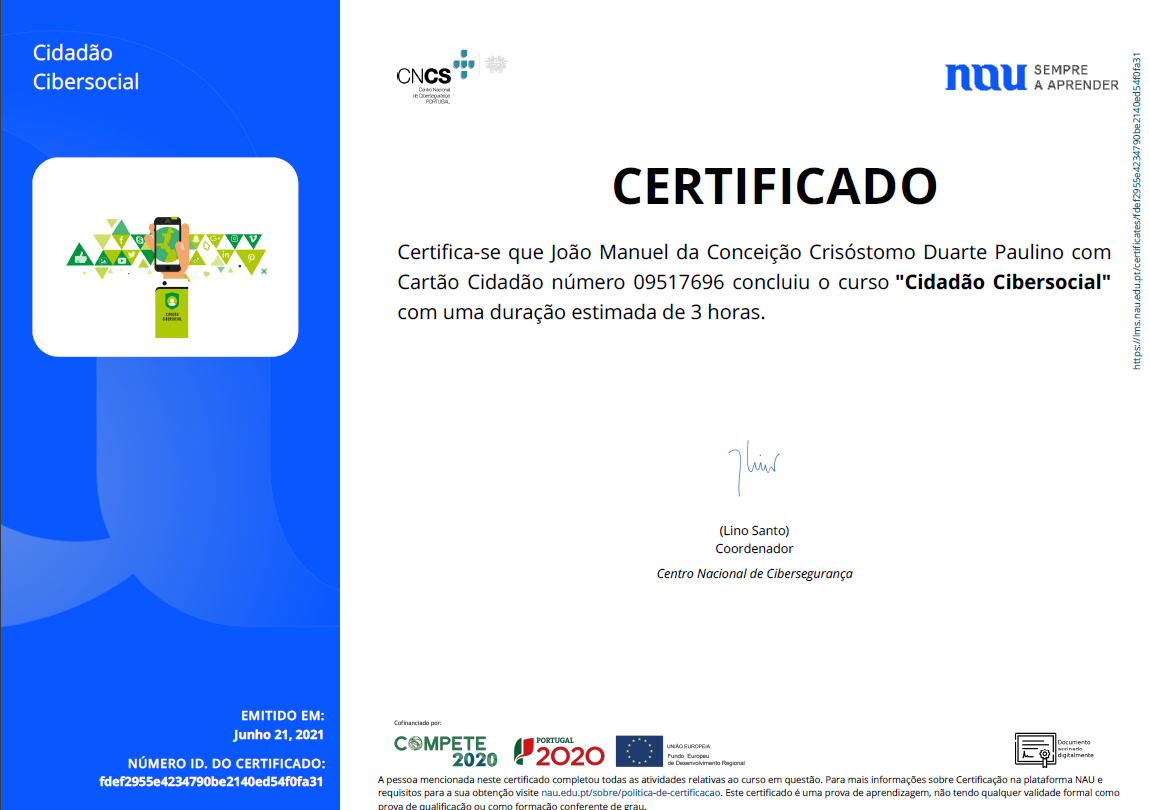 Cidadão
Cibersocial
CIDADÃO
CIBERSOCIAL
EMITIDO EM:
Junho 21, 2021
NÚMERO ID. DO CERTIFICADO:
fdef2955e4234790be2140ed54f0fa31
CNCS
Centro Nacional
de Cibersegurança
PORTUGAL
nau SEMPRE
A APRENDER
https://lms.nau.edu.pt/certificates/fdef2955e4234790be2140ed54f0fa31
CERTIFICADO
Certifica-se que João Manuel da Conceição Crisóstomo Duarte Paulino com
Cartão Cidadão número 09517696 concluiu o curso "Cidadão Cibersocial"
com uma duração estimada de 3 horas.
(Lino Santo)
Coordenador
Centro Nacional de Cibersegurança
Cofinanciado por:
COMPETE
2020
PORTUGAL
2020
UNIÃO EUROPEIA
Fundo Europeu
de Desenvolvimento Regional
Documento
assinado
digitalmente
A pessoa mencionada neste certificado completou todas as atividades relativas ao curso em questão. Para mais informações sobre Certificação na plataforma NAU e
requisitos para a sua obtenção visite nau.edu.pt/sobre/politica-de-certificacao. Este certificado é uma prova de aprendizagem, não tendo qualquer validade formal como
prova de qualificação ou como formação conferente de grau.